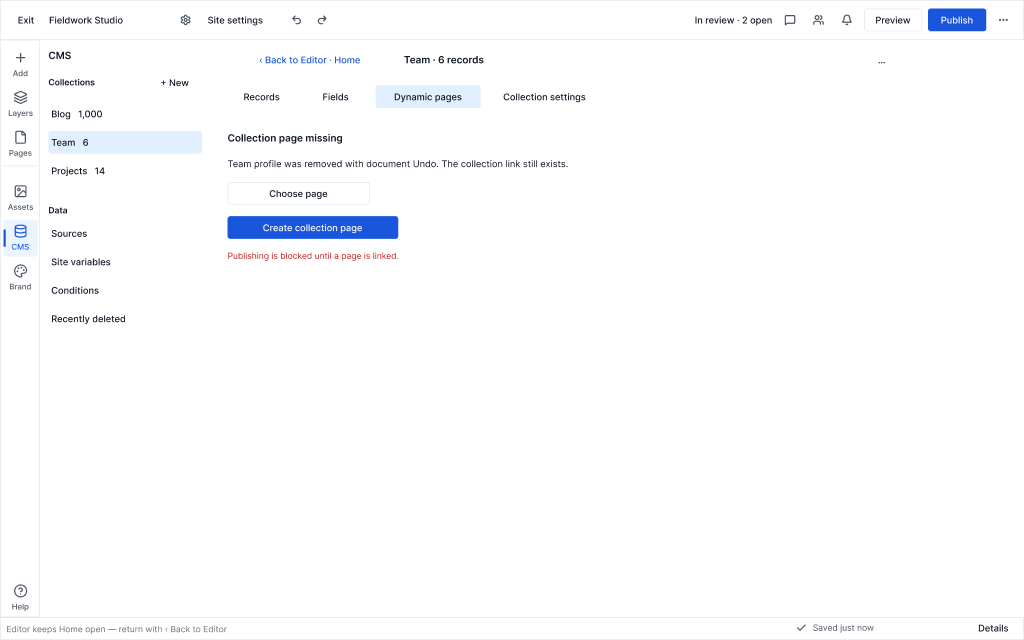 Exit Fieldwork Studio Site settings In review · 2 open Preview Publish ···
Add
Layers
Pages
Assets
CMS
Brand
Help
CMS
Collections + New
Blog 1,000
Team 6
Projects 14
Data
Sources
Site variables
Conditions
Recently deleted
‹ Back to Editor · Home Team · 6 records ...
Records Fields Dynamic pages Collection settings
Collection page missing
Team profile was removed with document Undo. The collection link still exists.
Choose page
Create collection page
Publishing is blocked until a page is linked.
Editor keeps Home open — return with ‹ Back to Editor Saved just now Details